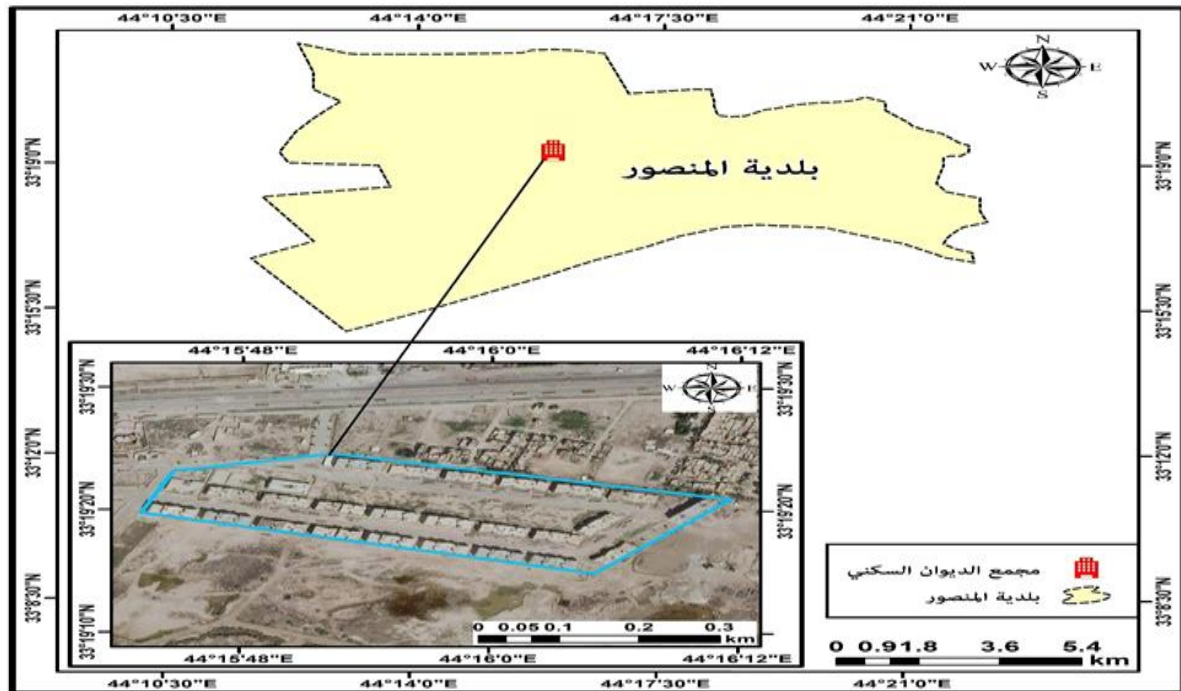 44°10'30"E 44°14'0"E 44°17'30"E 44°21'0"E
N
W E
S
33°19'0"N 33°19'0"N
بلدية المنصور
33°15'30"N 33°15'30"N
44°15'48"E 44°16'0"E 44°16'12"E
33°19'30"N 33°19'30"N
N
W E
S
33°12'0"N 33°12'0"N
33°19'20"N 33°19'20"N
مجمع الديوان السكني
بلدية المنصور
33°8'30"N 33°8'30"N
33°19'10"N
0 0.05 0.1 0.2 0.3
km
0 0.9 1.8 3.6 5.4
km
44°15'48"E 44°16'0"E 44°16'12"E
44°10'30"E 44°14'0"E 44°17'30"E 44°21'0"E